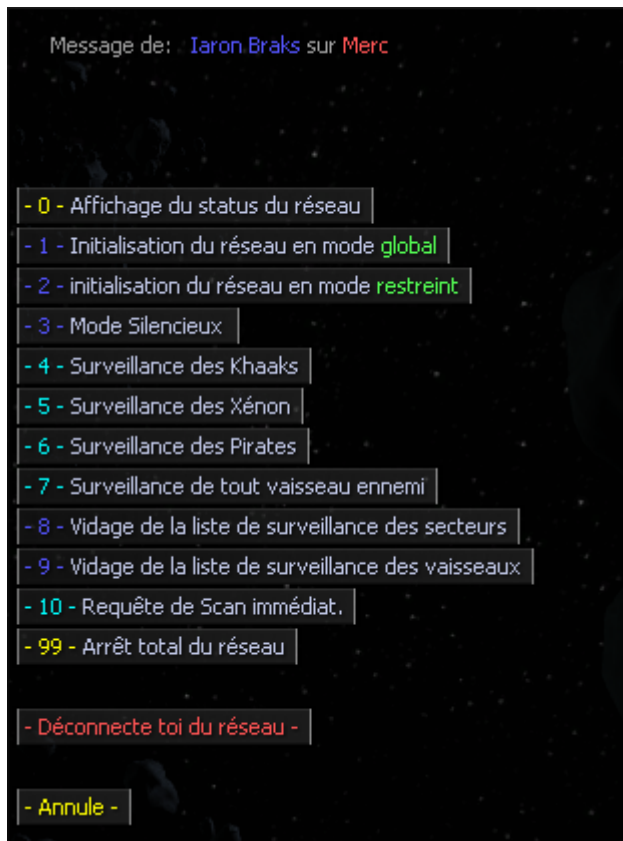 Message de: Iaron Braks sur Merc
- 0 - Affichage du status du réseau
- 1 - Initialisation du réseau en mode global
- 2 - initialisation du réseau en mode restreint
- 3 - Mode Silencieux
- 4 - Surveillance des Khaaks
- 5 - Surveillance des Xénon
- 6 - Surveillance des Pirates
- 7 - Surveillance de tout vaisseau ennemi
- 8 - Vidage de la liste de surveillance des secteurs
- 9 - Vidage de la liste de surveillance des vaisseaux
- 10 - Requête de Scan immédiat.
- 99 - Arrêt total du réseau
- Déconnecte toi du réseau -
- Annule -